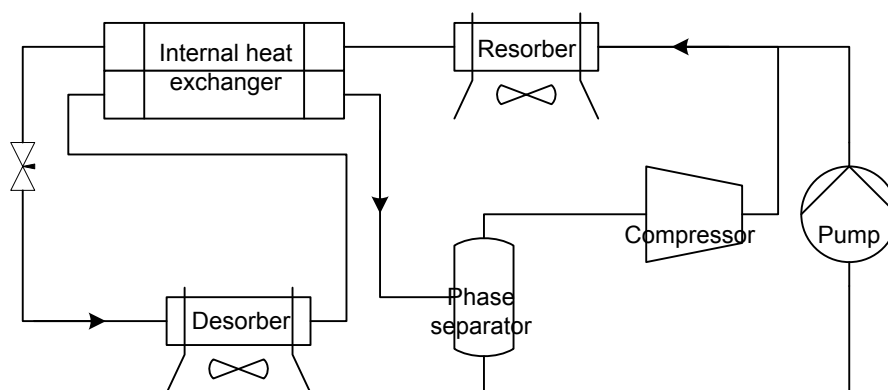 Internal heat
exchanger
Resorber
Compressor
Pump
Phase
separator
Desorber